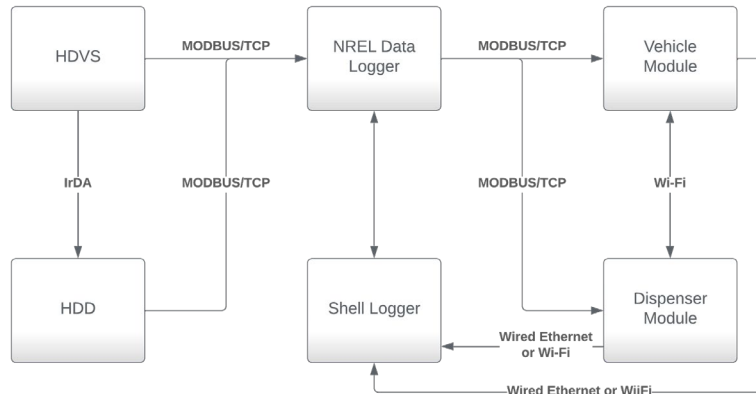 HDVS
MODBUS/TCP
NREL Data
Logger
MODBUS/TCP
Vehicle
Module
IrDA
MODBUS/TCP
MODBUS/TCP
Wi-Fi
HDD
Shell Logger
Dispenser
Module
Wired Ethernet
or Wi-Fi
Wired Ethernet or WiiFi